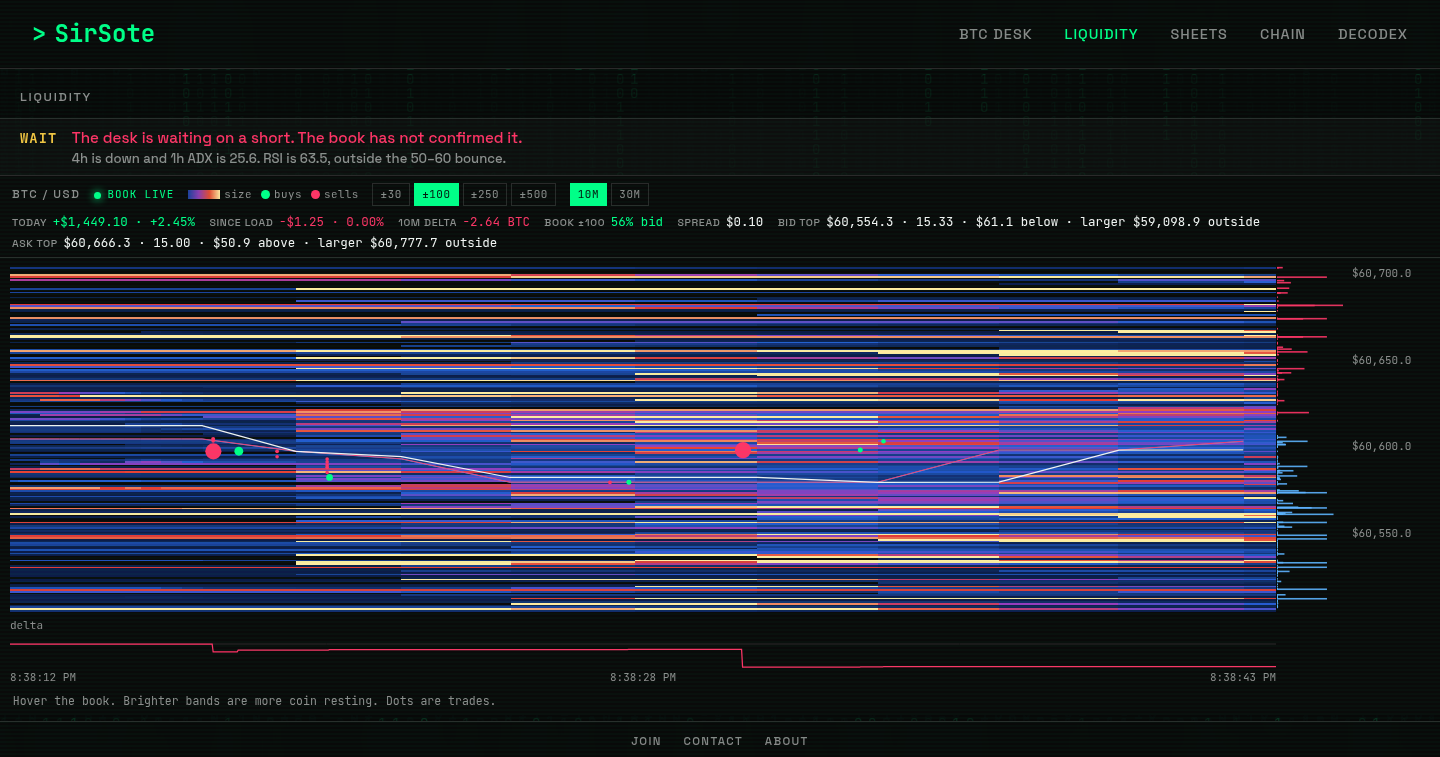 > SirSote
BTC DESK LIQUIDITY SHEETS CHAIN DECODEX
LIQUIDITY
WAIT The desk is waiting on a short. The book has not confirmed it.
4h is down and 1h ADX is 25.6. RSI is 63.5, outside the 50–60 bounce.
BTC / USD BOOK LIVE size buys sells ±30 ±100 ±250 ±500 10M 30M
TODAY +$1,449.10 · +2.45% SINCE LOAD -$1.25 · 0.00% 10M DELTA -2.64 BTC BOOK ±100 56% bid SPREAD $0.10 BID TOP $60,554.3 · 15.33 · $61.1 below · larger $59,098.9 outside
ASK TOP $60,666.3 · 15.00 · $50.9 above · larger $60,777.7 outside
$60,700.0
$60,650.0
$60,600.0
$60,550.0
delta
8:38:12 PM 8:38:28 PM 8:38:43 PM
Hover the book. Brighter bands are more coin resting. Dots are trades.
JOIN CONTACT ABOUT